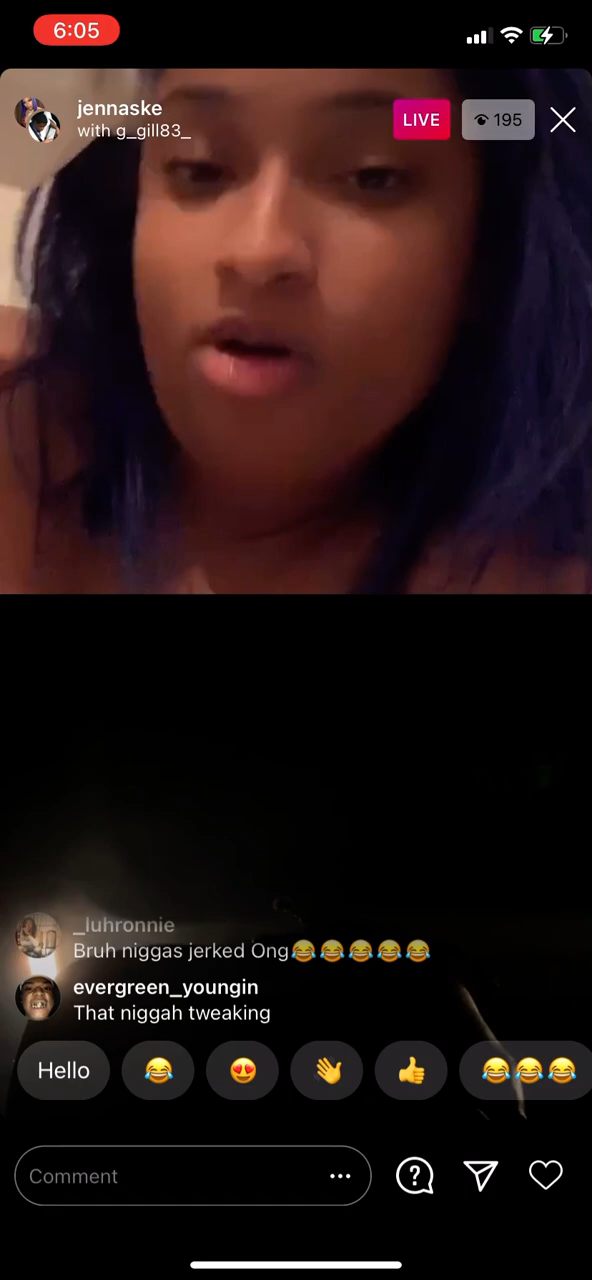 6:05
jennaske
with g_gill83_
LIVE
195
_luhronnie
Bruh niggas jerked Ong😂😂😂😂😂
evergreen_youngin
That niggah tweaking
Hello 😂 😍 👋 👍 😂😂😂
Comment